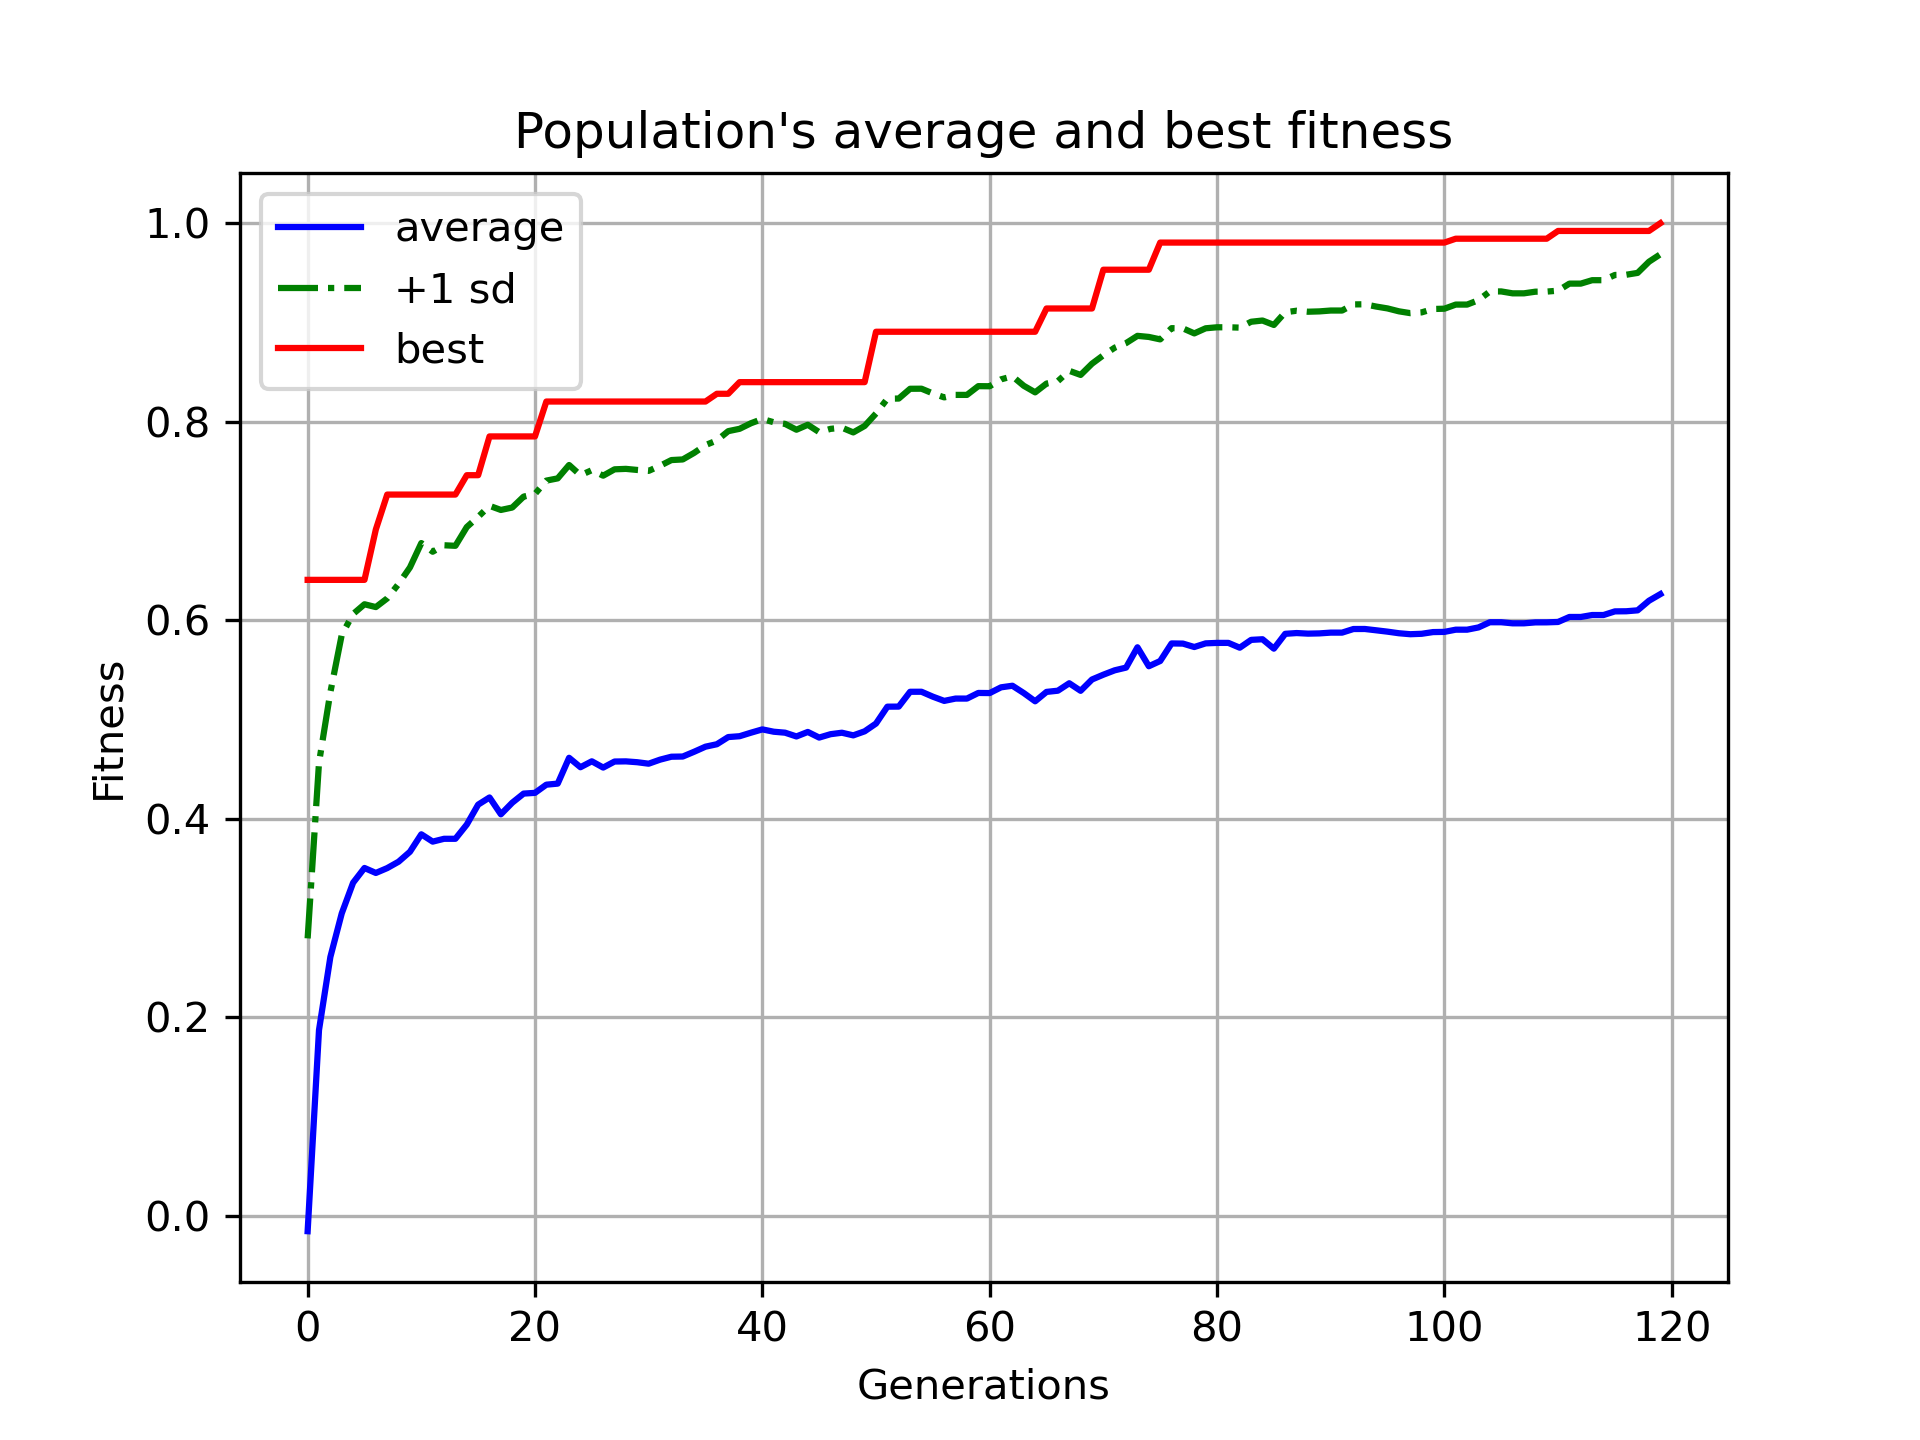 Population's average and best fitness
average
+1 sd
best
1.0
0.8
0.6
0.4
0.2
0.0
Fitness
0 20 40 60 80 100 120
Generations